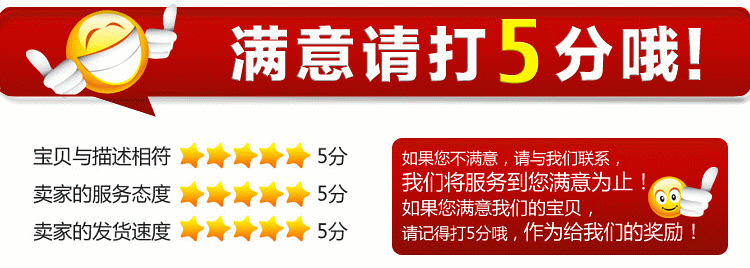 满意请打5分哦!
宝贝与描述相符 5分
卖家的服务态度 5分
卖家的发货速度 5分
如果您不满意，请与我们联系，
我们将服务到您满意为止！
如果您满意我们的宝贝，
请记得打5分哦，作为给我们的奖励！